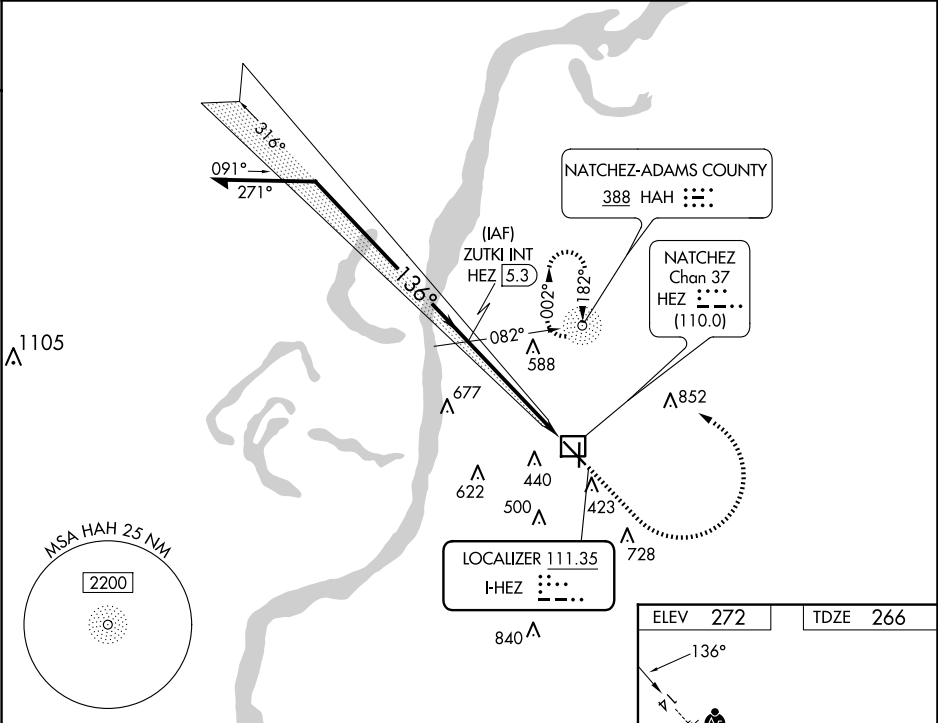 316°
091°
271°
136°
(IAF)
ZUTKI INT
HEZ 5.3
082°
002°
182°
NATCHEZ-ADAMS COUNTY
388 HAH
NATCHEZ
Chan 37
HEZ
(110.0)
1105
588
677
852
622
440
500
423
728
LOCALIZER 111.35
I-HEZ
840
MSA HAH 25 NM
2200
ELEV 272
TDZE 266
136°
14